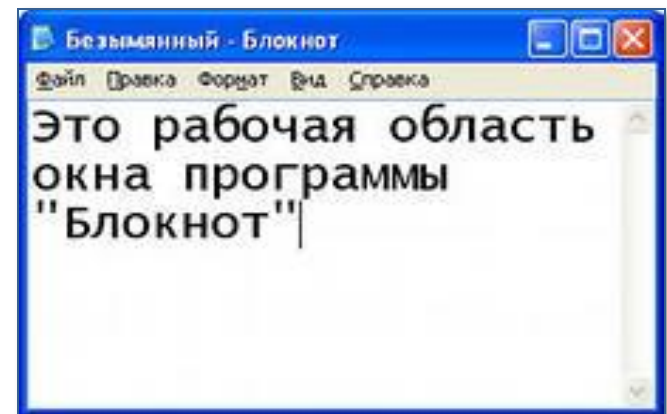 Безымянный - Блокнот
Файл Правка Формат Вид Справка
Это рабочая область
окна программы
"Блокнот"